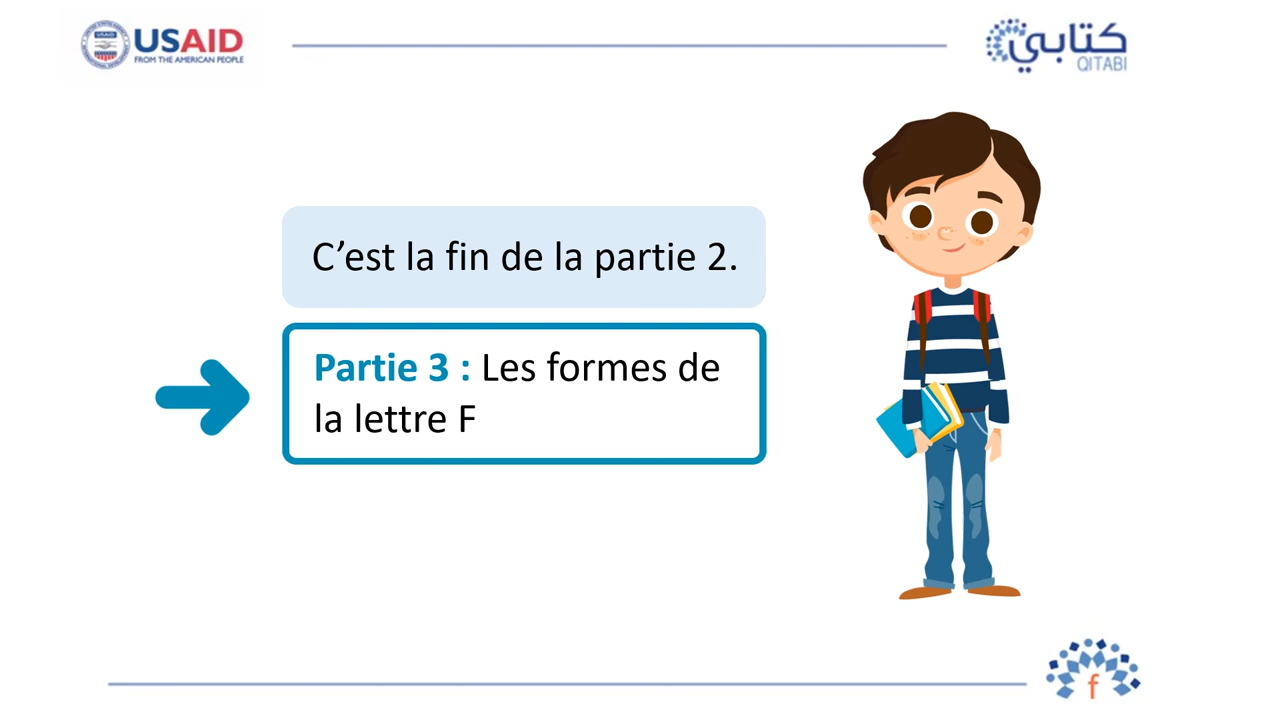 USAID
FROM THE AMERICAN PEOPLE
كتابي
QITABI
C’est la fin de la partie 2.
Partie 3 : Les formes de
la lettre F
f